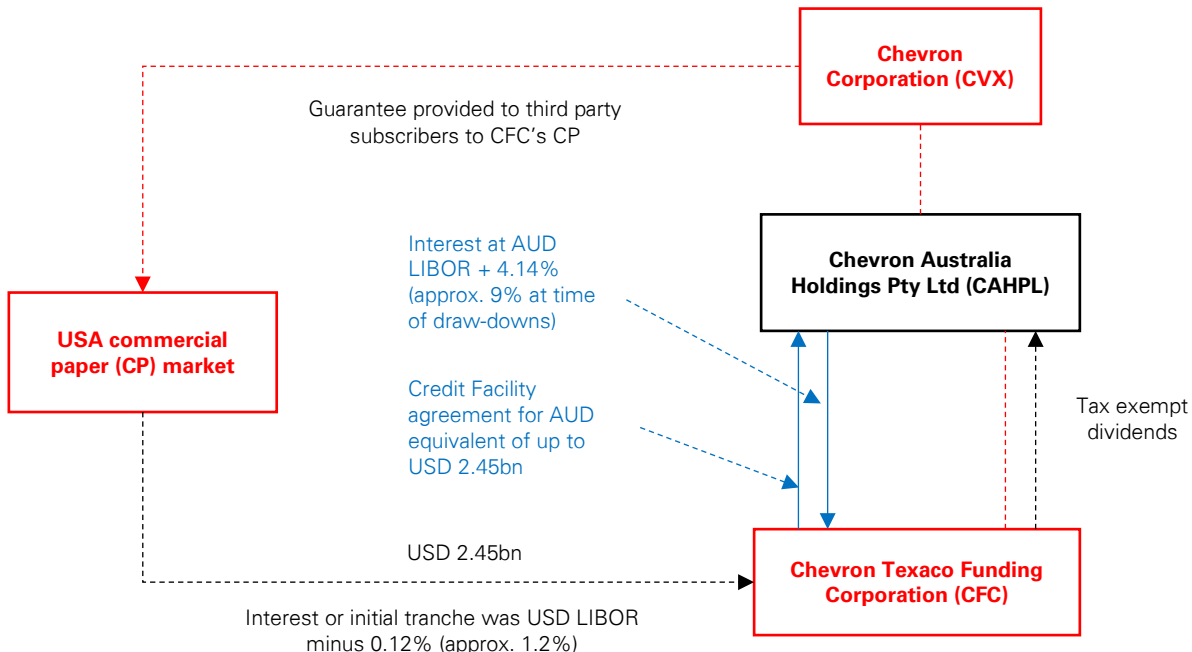 Chevron
Corporation (CVX)
Guarantee provided to third party
subscribers to CFC's CP
Interest at AUD
LIBOR + 4.14%
(approx. 9% at time
of draw-downs)
Chevron Australia
Holdings Pty Ltd (CAHPL)
USA commercial
paper (CP) market
Credit Facility
agreement for AUD
equivalent of up to
USD 2.45bn
Tax exempt
dividends
USD 2.45bn
Chevron Texaco Funding
Corporation (CFC)
Interest or initial tranche was USD LIBOR
minus 0.12% (approx. 1.2%)